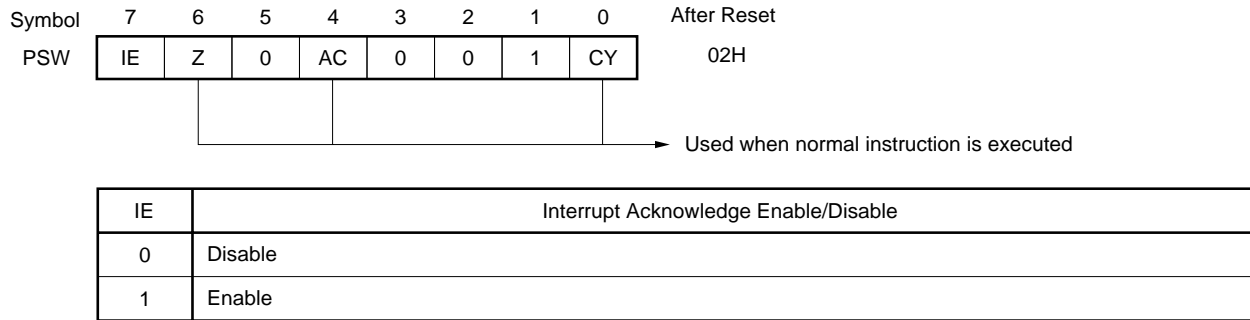 Symbol 7 6 5 4 3 2 1 0 After Reset
PSW IE Z 0 AC 0 0 1 CY 02H
Used when normal instruction is executed
IE Interrupt Acknowledge Enable/Disable
0 Disable
1 Enable